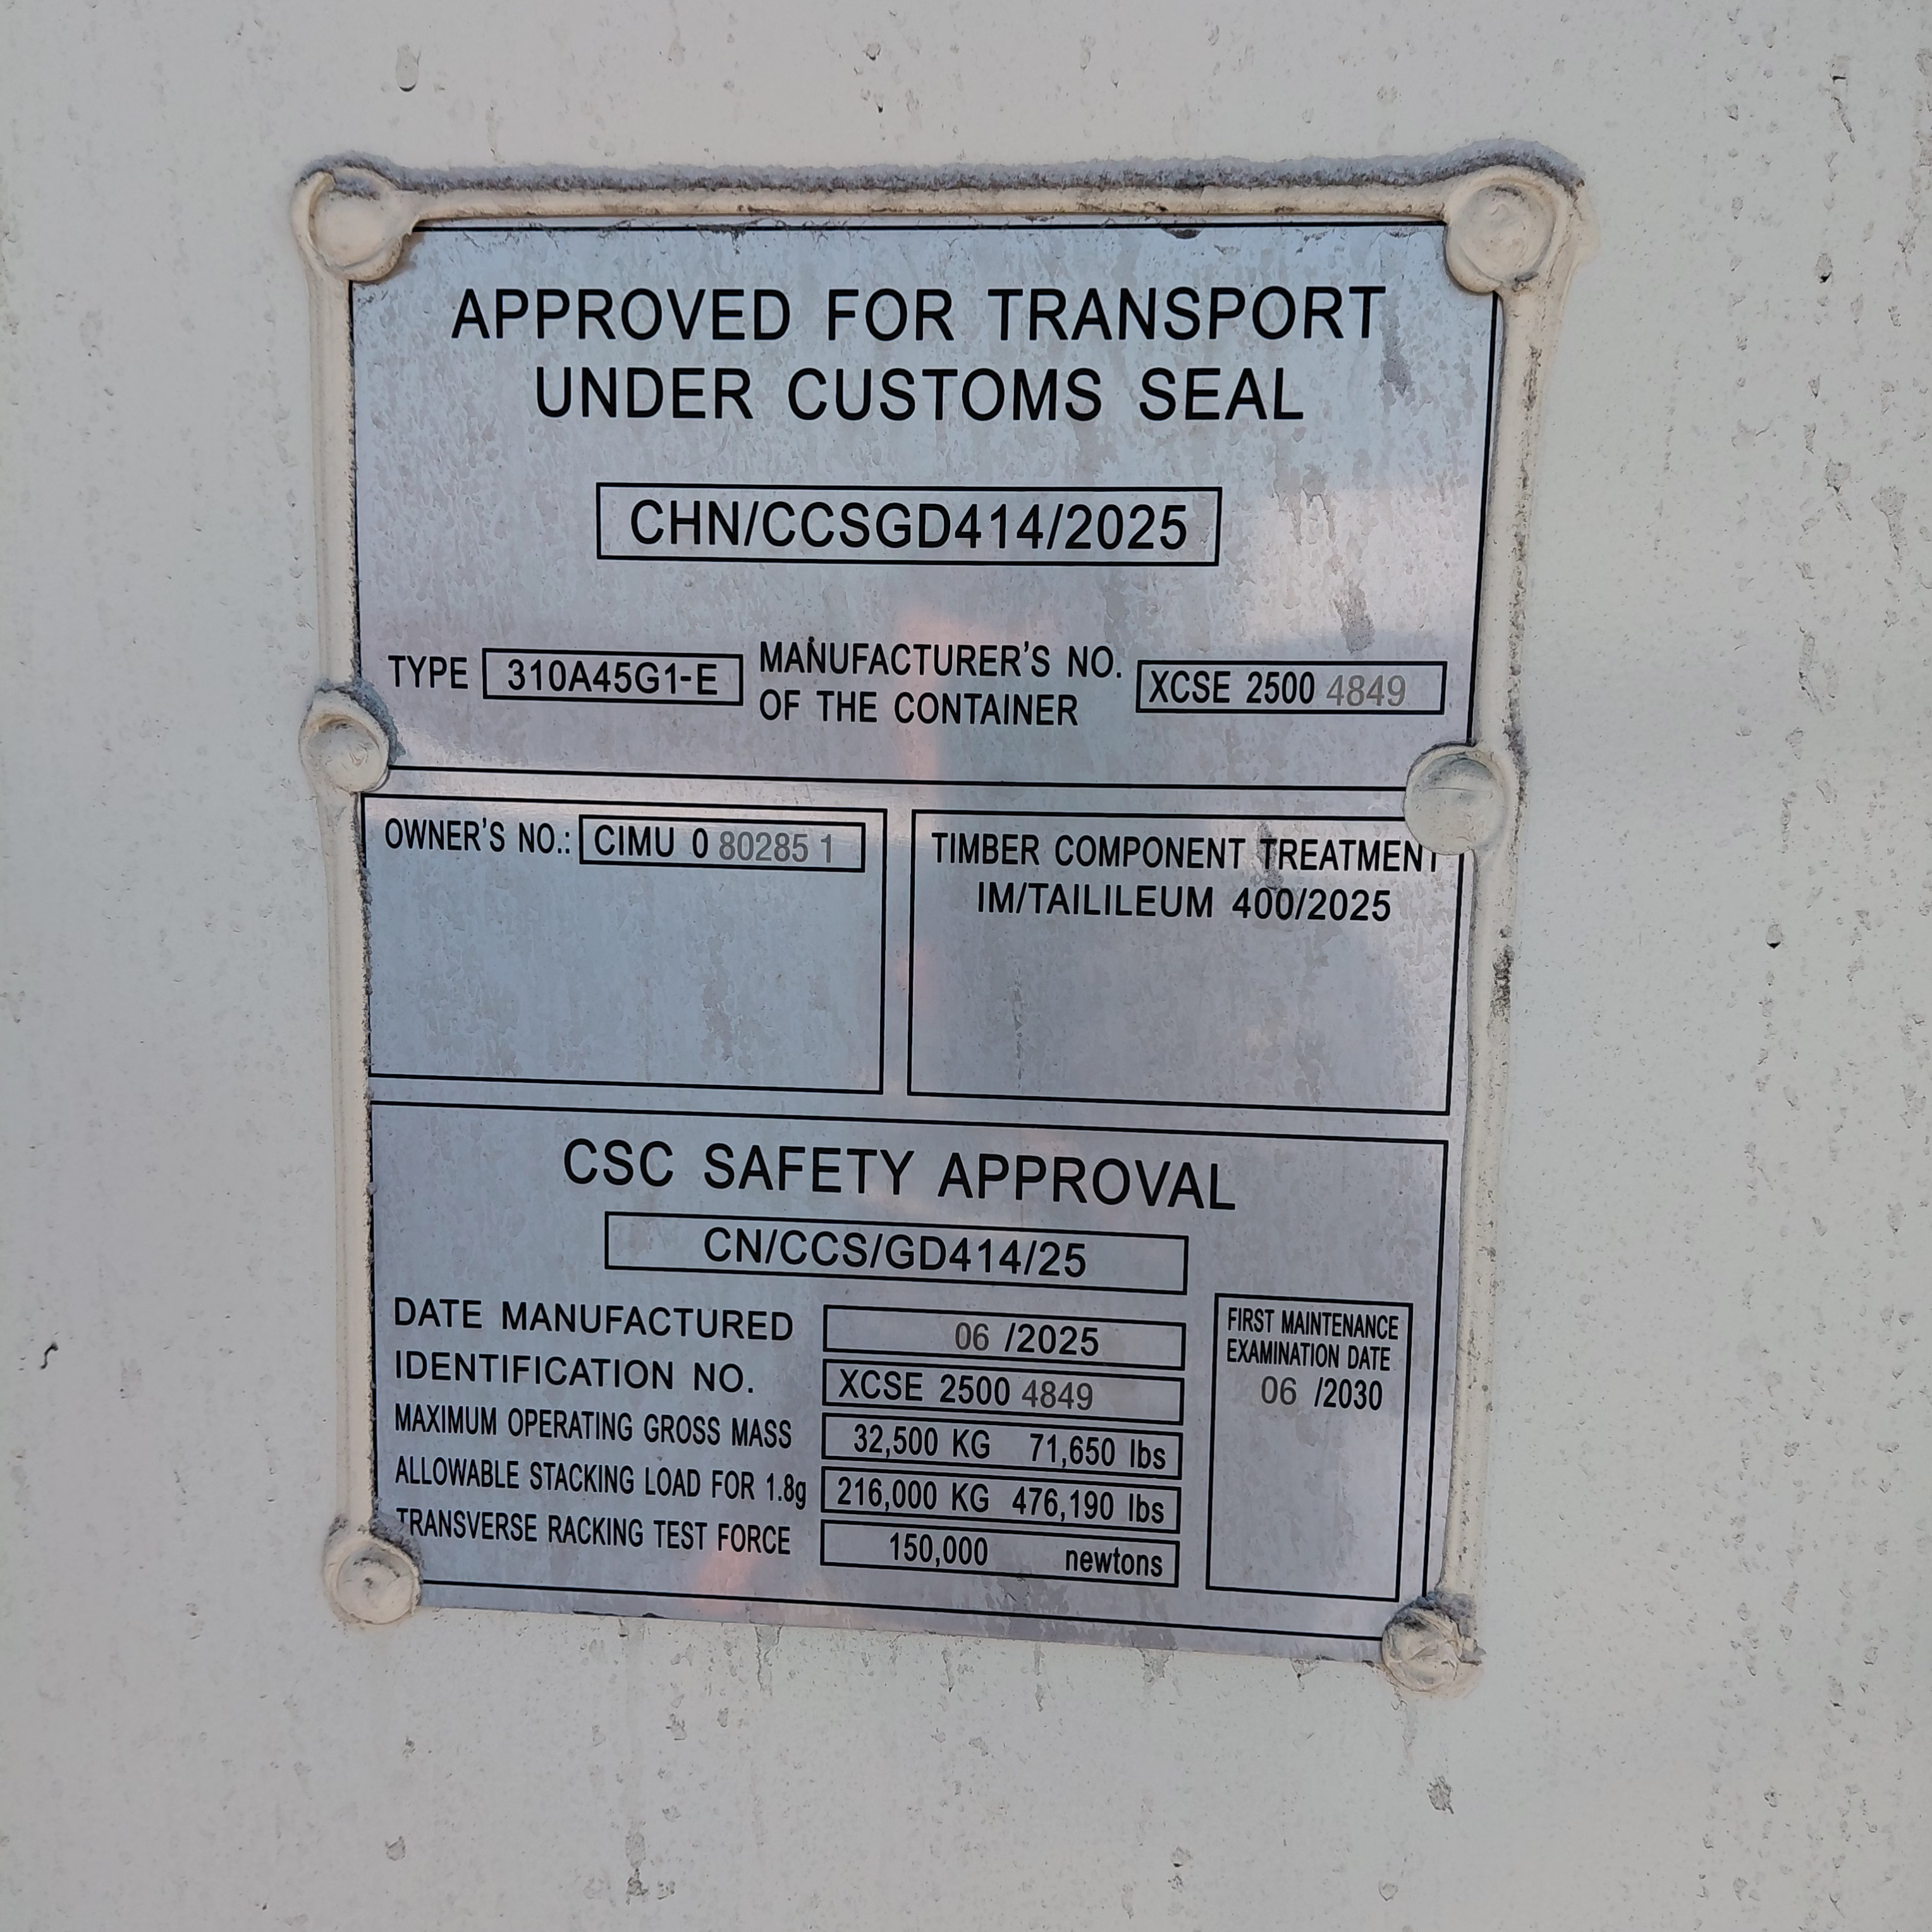 APPROVED FOR TRANSPORT
UNDER CUSTOMS SEAL
CHN/CCSGD414/2025
TYPE 310A45G1-E MANUFACTURER'S NO. OF THE CONTAINER XCSE 2500 4849
OWNER'S NO.: CIMU 0 80285 1
TIMBER COMPONENT TREATMENT
IM/TAILILEUM 400/2025
CSC SAFETY APPROVAL
CN/CCS/GD414/25
DATE MANUFACTURED 06 /2025
IDENTIFICATION NO. XCSE 2500 4849
MAXIMUM OPERATING GROSS MASS 32,500 KG 71,650 lbs
ALLOWABLE STACKING LOAD FOR 1.8g 216,000 KG 476,190 lbs
TRANSVERSE RACKING TEST FORCE 150,000 newtons
FIRST MAINTENANCE
EXAMINATION DATE
06 /2030